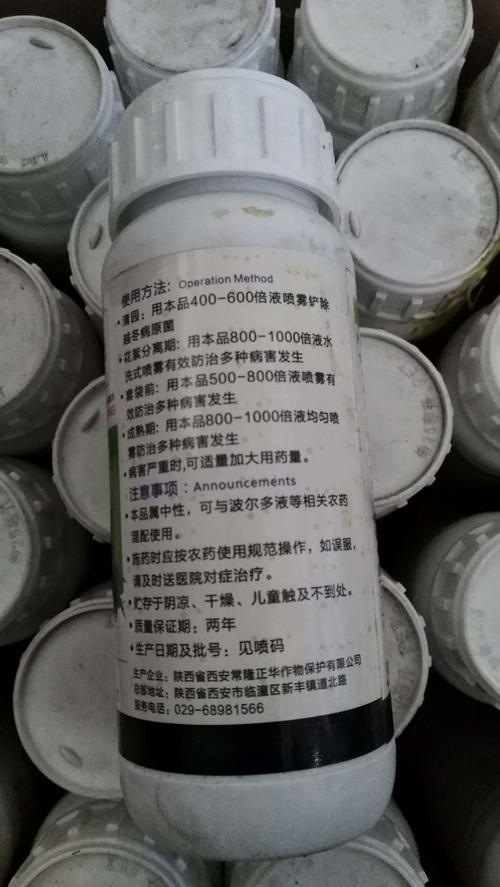 使用方法：Operation Method
·清园：用本品400-600倍液喷雾铲除
越冬病原菌
·花絮分离期：用本品800-1000倍液水
洗式喷雾有效防治多种病害发生
·套袋前：用本品500-800倍液喷雾有
效防治多种病害发生
·成熟期：用本品800-1000倍液均匀喷
雾防治多种病害发生
·病害严重时,可适量加大用药量。
注意事项：Announcements
·本品属中性，可与波尔多液等相关农药
混配使用。
·施药时应按农药使用规范操作，如误服，
请及时送医院对症治疗。
·贮存于阴凉、干燥、儿童触及不到处。
·质量保证期：两年
·生产日期及批号：见喷码
生产企业：陕西省西安常隆正华作物保护有限公司
总部地址：陕西省西安市临潼区新丰镇道北路
服务电话：029-68981566